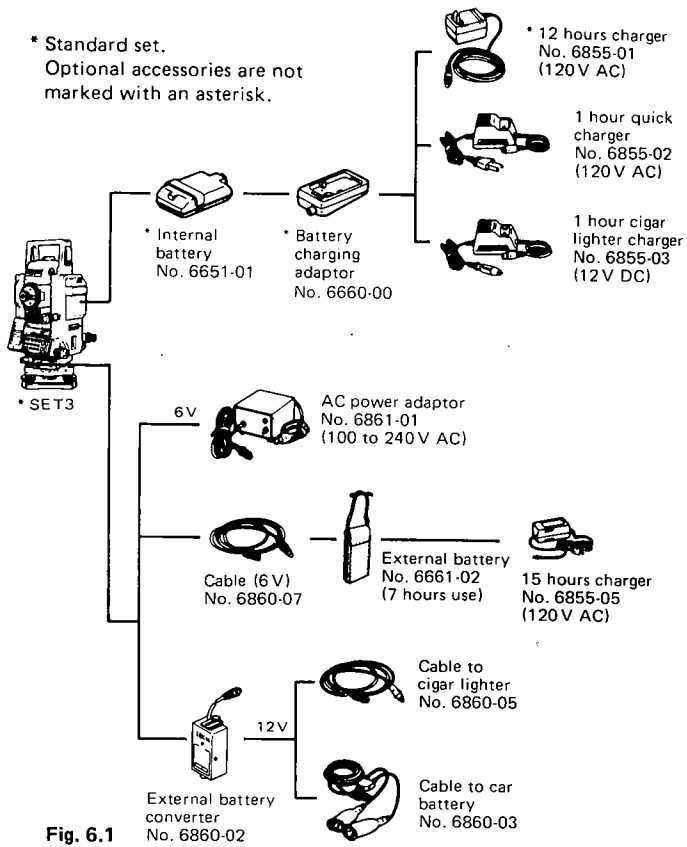 * Standard set.
Optional accessories are not
marked with an asterisk.
* 12 hours charger
No. 6855-01
(120V AC)
1 hour quick
charger
No. 6855-02
(120V AC)
1 hour cigar
lighter charger
No. 6855-03
(12V DC)
* Internal
battery
No. 6651-01
* Battery
charging
adaptor
No. 6660-00
* SET3
6V
AC power adaptor
No. 6861-01
(100 to 240V AC)
Cable (6V)
No. 6860-07
External battery
No. 6661-02
(7 hours use)
15 hours charger
No. 6855-05
(120V AC)
12V
Cable to
cigar lighter
No. 6860-05
Cable to car
battery
No. 6860-03
External battery
converter
No. 6860-02
Fig. 6.1